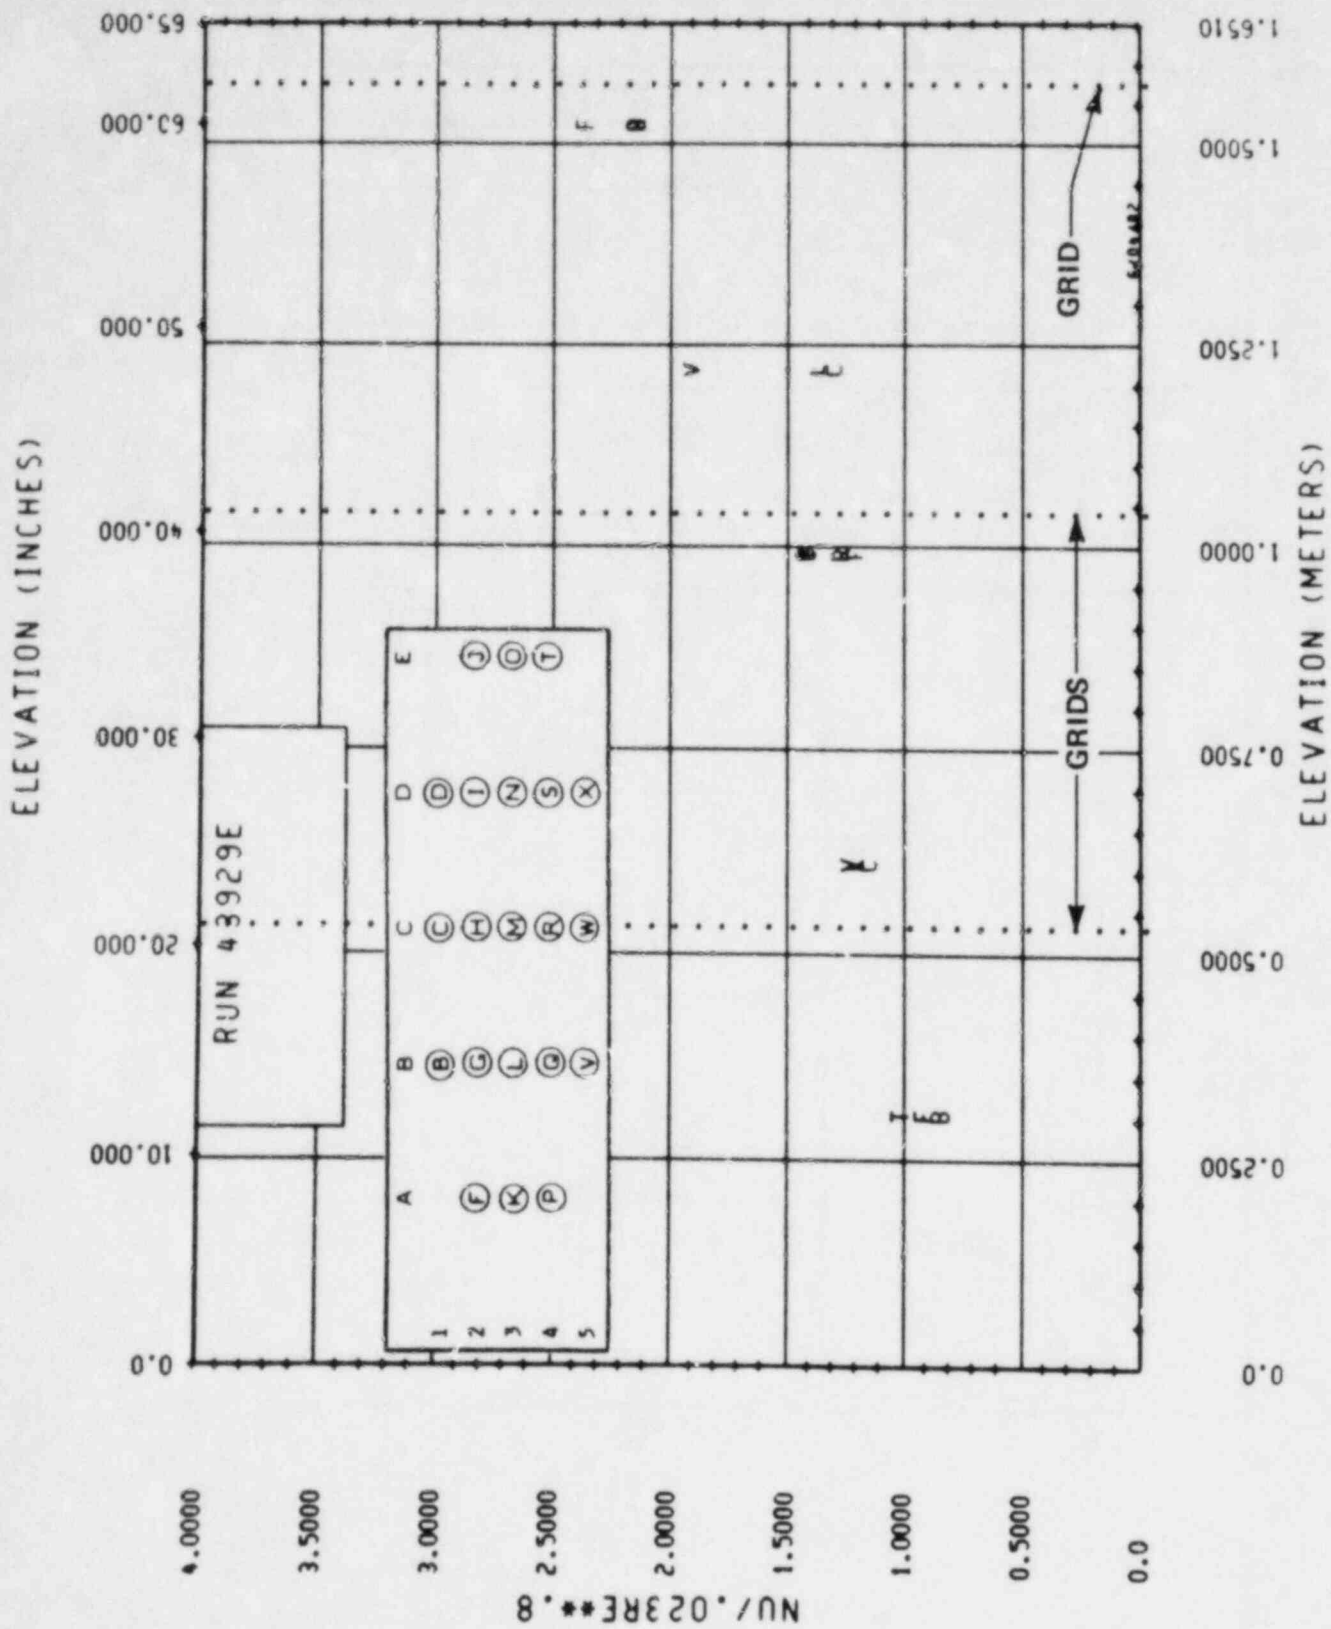 ELEVATION (INCHES)
0.0
10.000
20.000
30.000
40.000
50.000
60.000
65.000
RUN 43929E
A B C D E
1 B C D
2 F G H I J
3 K L M N O
4 P Q R S T
5 V W X
4.0000
3.5000
3.0000
2.5000
2.0000
1.5000
1.0000
0.5000
0.0
NU/.023RE**.8
F
V
I
F
B
GRIDS
GRID
0.0
0.2500
0.5000
0.7500
1.0000
1.2500
1.5000
1.6510
ELEVATION (METERS)